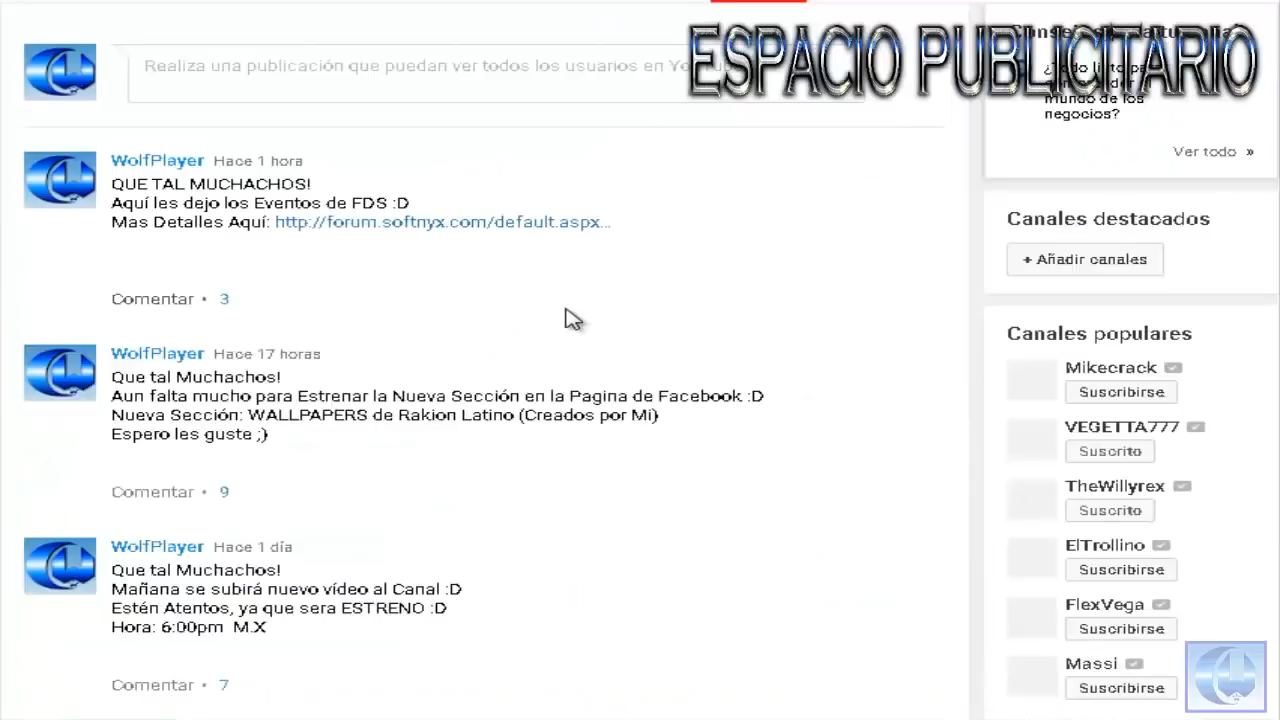 ESPACIO PUBLICITARIO
Realiza una publicación que puedan ver todos los usuarios en
mundo de los
negocios?
Ver todo »
WolfPlayer Hace 1 hora
QUE TAL MUCHACHOS!
Aquí les dejo los Eventos de FDS :D
Mas Detalles Aquí: http://forum.softnyx.com/default.aspx...
Comentar • 3
WolfPlayer Hace 17 horas
Que tal Muchachos!
Aun falta mucho para Estrenar la Nueva Sección en la Pagina de Facebook :D
Nueva Sección: WALLPAPERS de Rakion Latino (Creados por Mi)
Espero les guste ;)
Comentar • 9
WolfPlayer Hace 1 día
Que tal Muchachos!
Mañana se subirá nuevo vídeo al Canal :D
Estén Atentos, ya que sera ESTRENO :D
Hora: 6:00pm M.X
Comentar • 7
Canales destacados
+ Añadir canales
Canales populares
Mikecrack
Suscribirse
VEGETTA777
Suscrito
TheWillyrex
Suscrito
ElTrollino
Suscribirse
FlexVega
Suscribirse
Massi
Suscribirse